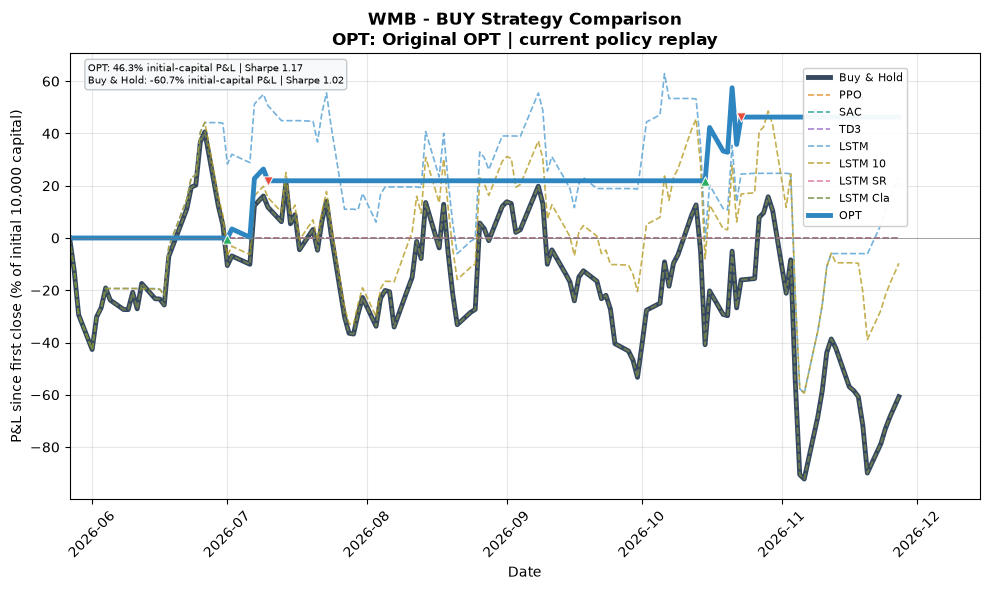 WMB - BUY Strategy Comparison
OPT: Original OPT | current policy replay
OPT: 46.3% initial-capital P&L | Sharpe 1.17
Buy & Hold: -60.7% initial-capital P&L | Sharpe 1.02
Buy & Hold
PPO
SAC
TD3
LSTM
LSTM 10
LSTM SR
LSTM Cla
OPT
P&L since first close (% of initial 10,000 capital)
60
40
20
0
−20
−40
−60
−80
2026-06
2026-07
2026-08
2026-09
2026-10
2026-11
2026-12
Date